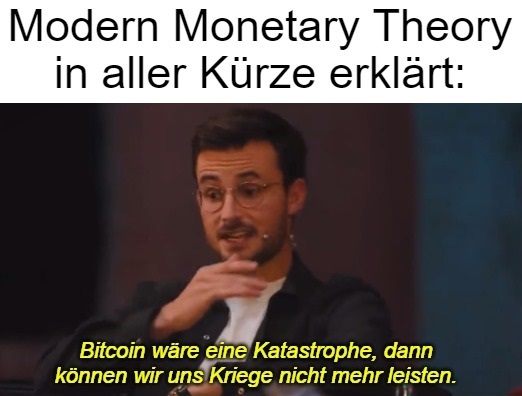 Modern Monetary Theory
in aller Kürze erklärt:
Bitcoin wäre eine Katastrophe, dann
können wir uns Kriege nicht mehr leisten.